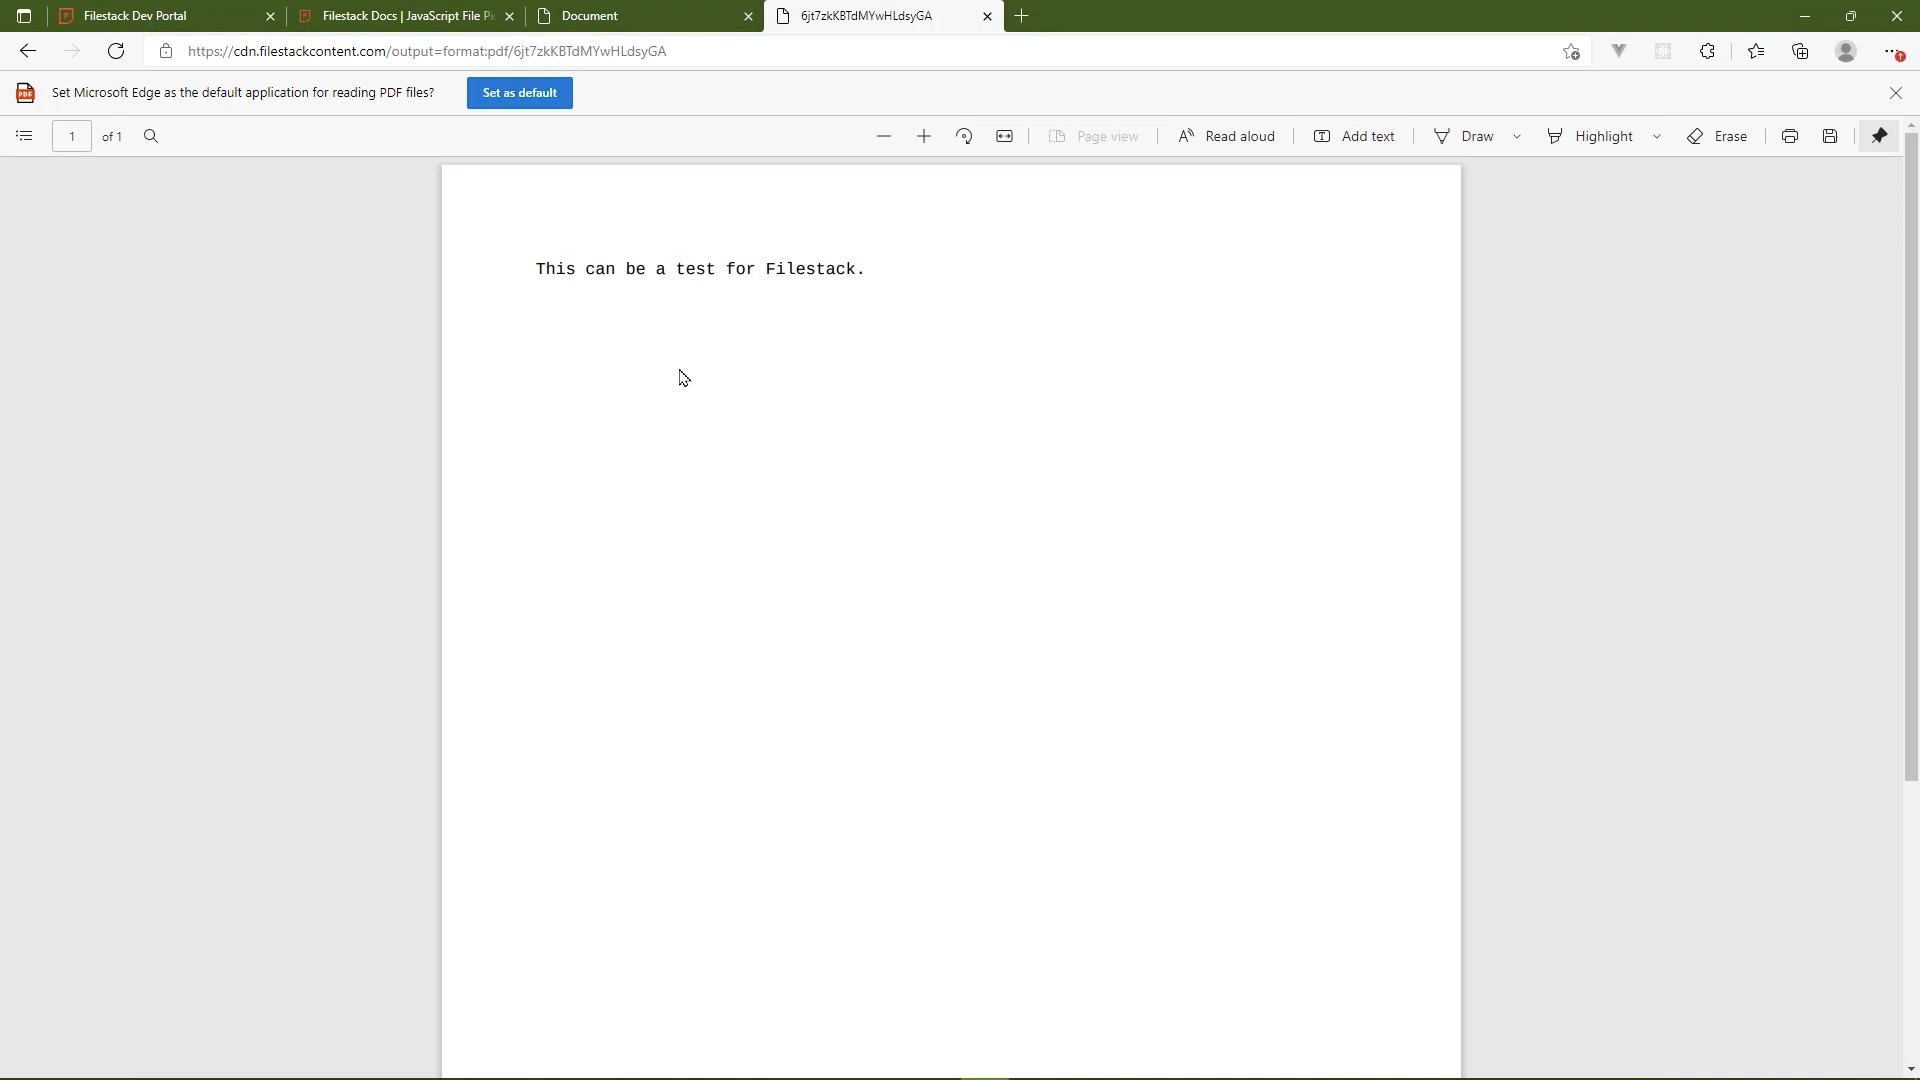 Filestack Dev Portal
Filestack Docs | JavaScript File Pi
Document
6jt7zkKBTdMYwHLdsyGA
https://cdn.filestackcontent.com/output=format:pdf/6jt7zkKBTdMYwHLdsyGA
PDF
Set Microsoft Edge as the default application for reading PDF files?
Set as default
1
of 1
Page view
Read aloud
Add text
Draw
Highlight
Erase
This can be a test for Filestack.